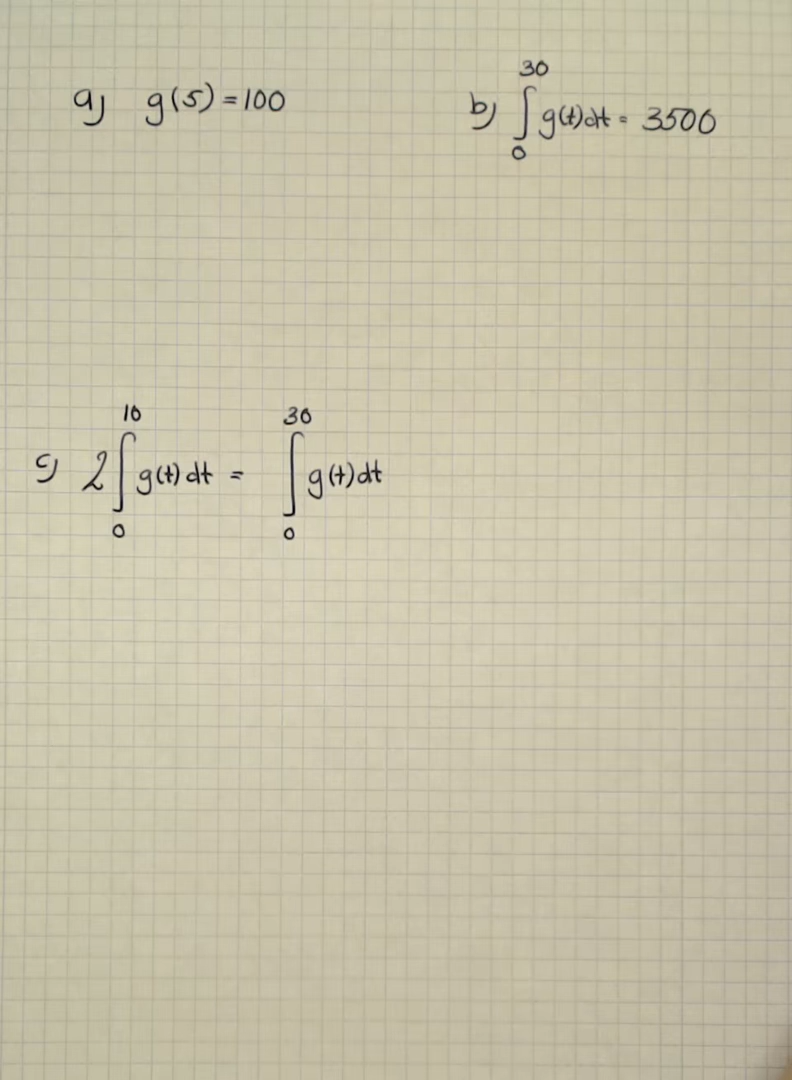 a) g(5) = 100
b) ∫₀³⁰ g(t)dt = 3500
c) 2∫₀¹⁰ g(t) dt = ∫₀³⁰ g(t)dt